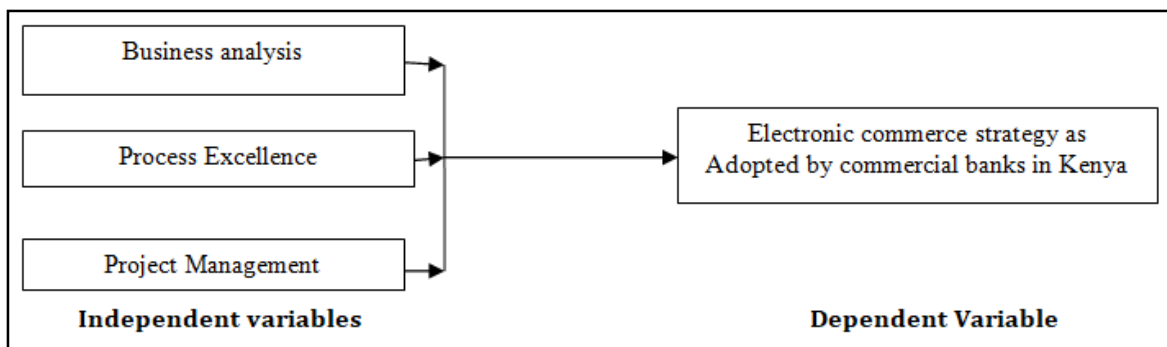 Business analysis
Process Excellence
Project Management
Independent variables
Electronic commerce strategy as
Adopted by commercial banks in Kenya
Dependent Variable